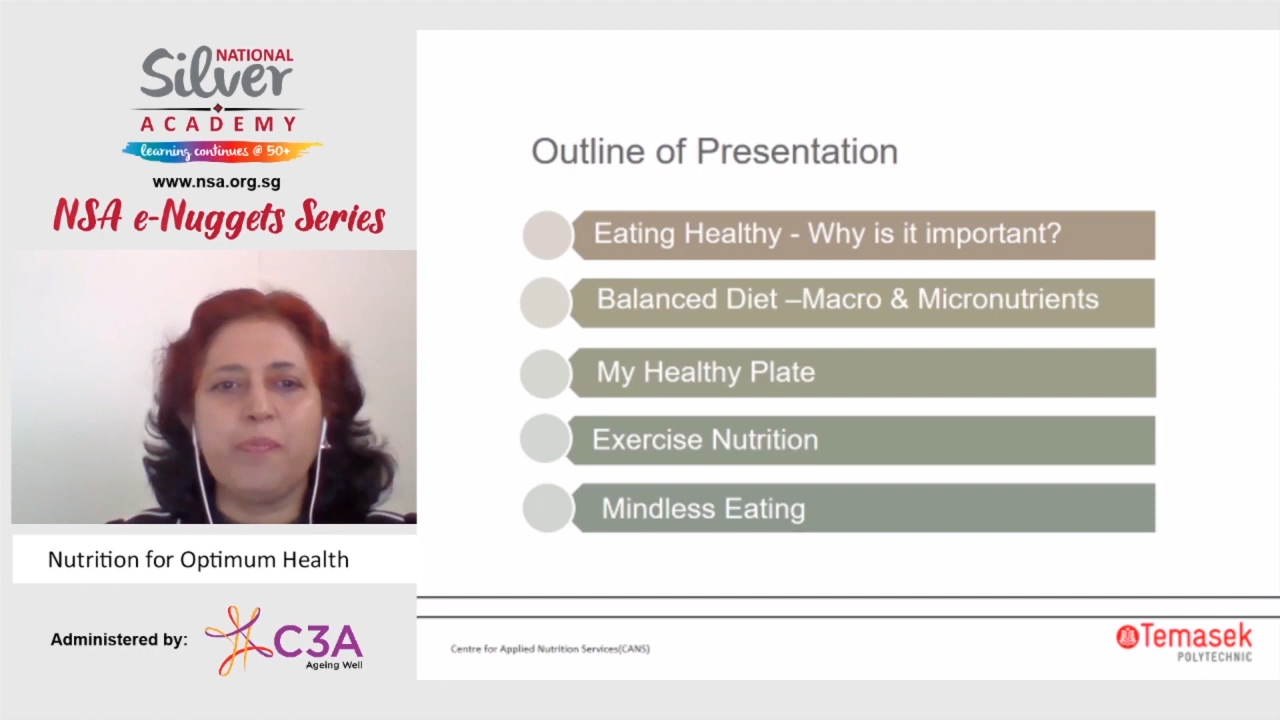 NATIONAL
Silver
ACADEMY
learning continues @ 50+
www.nsa.org.sg
NSA e-Nuggets Series
Nutrition for Optimum Health
Administered by:
C3A
Ageing Well
Outline of Presentation
Eating Healthy - Why is it important?
Balanced Diet –Macro & Micronutrients
My Healthy Plate
Exercise Nutrition
Mindless Eating
Centre for Applied Nutrition Services(CANS)
Temasek
POLYTECHNIC